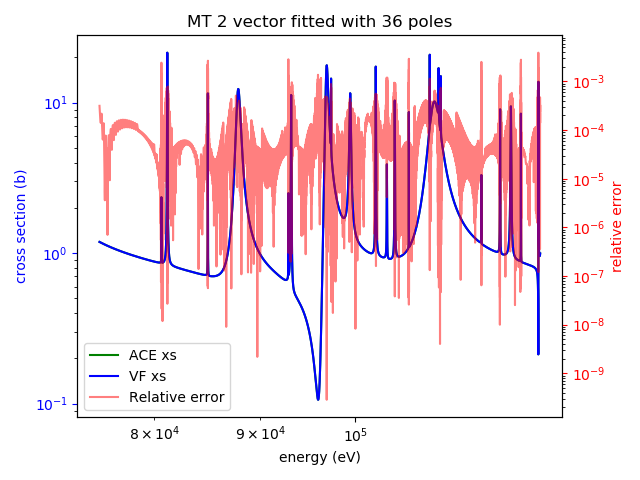 MT 2 vector fitted with 36 poles
cross section (b)
10¹
10⁰
10⁻¹
10⁻³
10⁻⁴
10⁻⁵
10⁻⁶
10⁻⁷
10⁻⁸
10⁻⁹
relative error
ACE xs
VF xs
Relative error
8 × 10⁴
9 × 10⁴
10⁵
energy (eV)